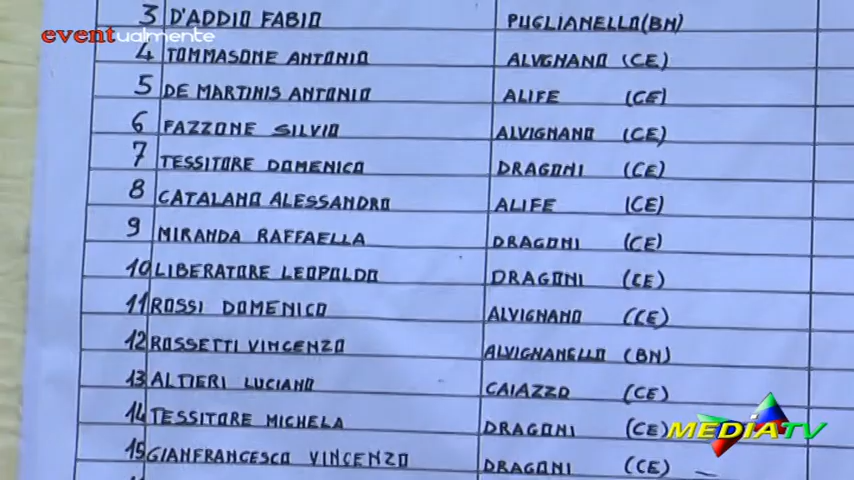 3 D'ADDIO FABIO PUGLIANELLO (BN)
eventualmente
4 TOMMASONE ANTONIO ALVGNANO (CE)
5 DE MARTINIS ANTONIO ALIFE (CE)
6 FAZZONE SILVIO ALVIGNANO (CE)
7 TESSITORE DOMENICO DRAGONI (CE)
8 CATALANO ALESSANDRO ALIFE (CE)
9 MIRANDA RAFFAELLA DRAGONI (CE)
10 LIBERATORE LEOPOLDO DRAGONI (CE)
11 ROSSI DOMENICO ALVIGNANO (CE)
12 ROSSETTI VINCENZO ALVIGNANELLO (BN)
13 ALTIERI LUCIANO CAIAZZO (CE)
14 TESSITORE MICHELA DRAGONI (CE)
MEDIATV
15 GIANFRANCESCO VINCENZO DRAGONI (CE)